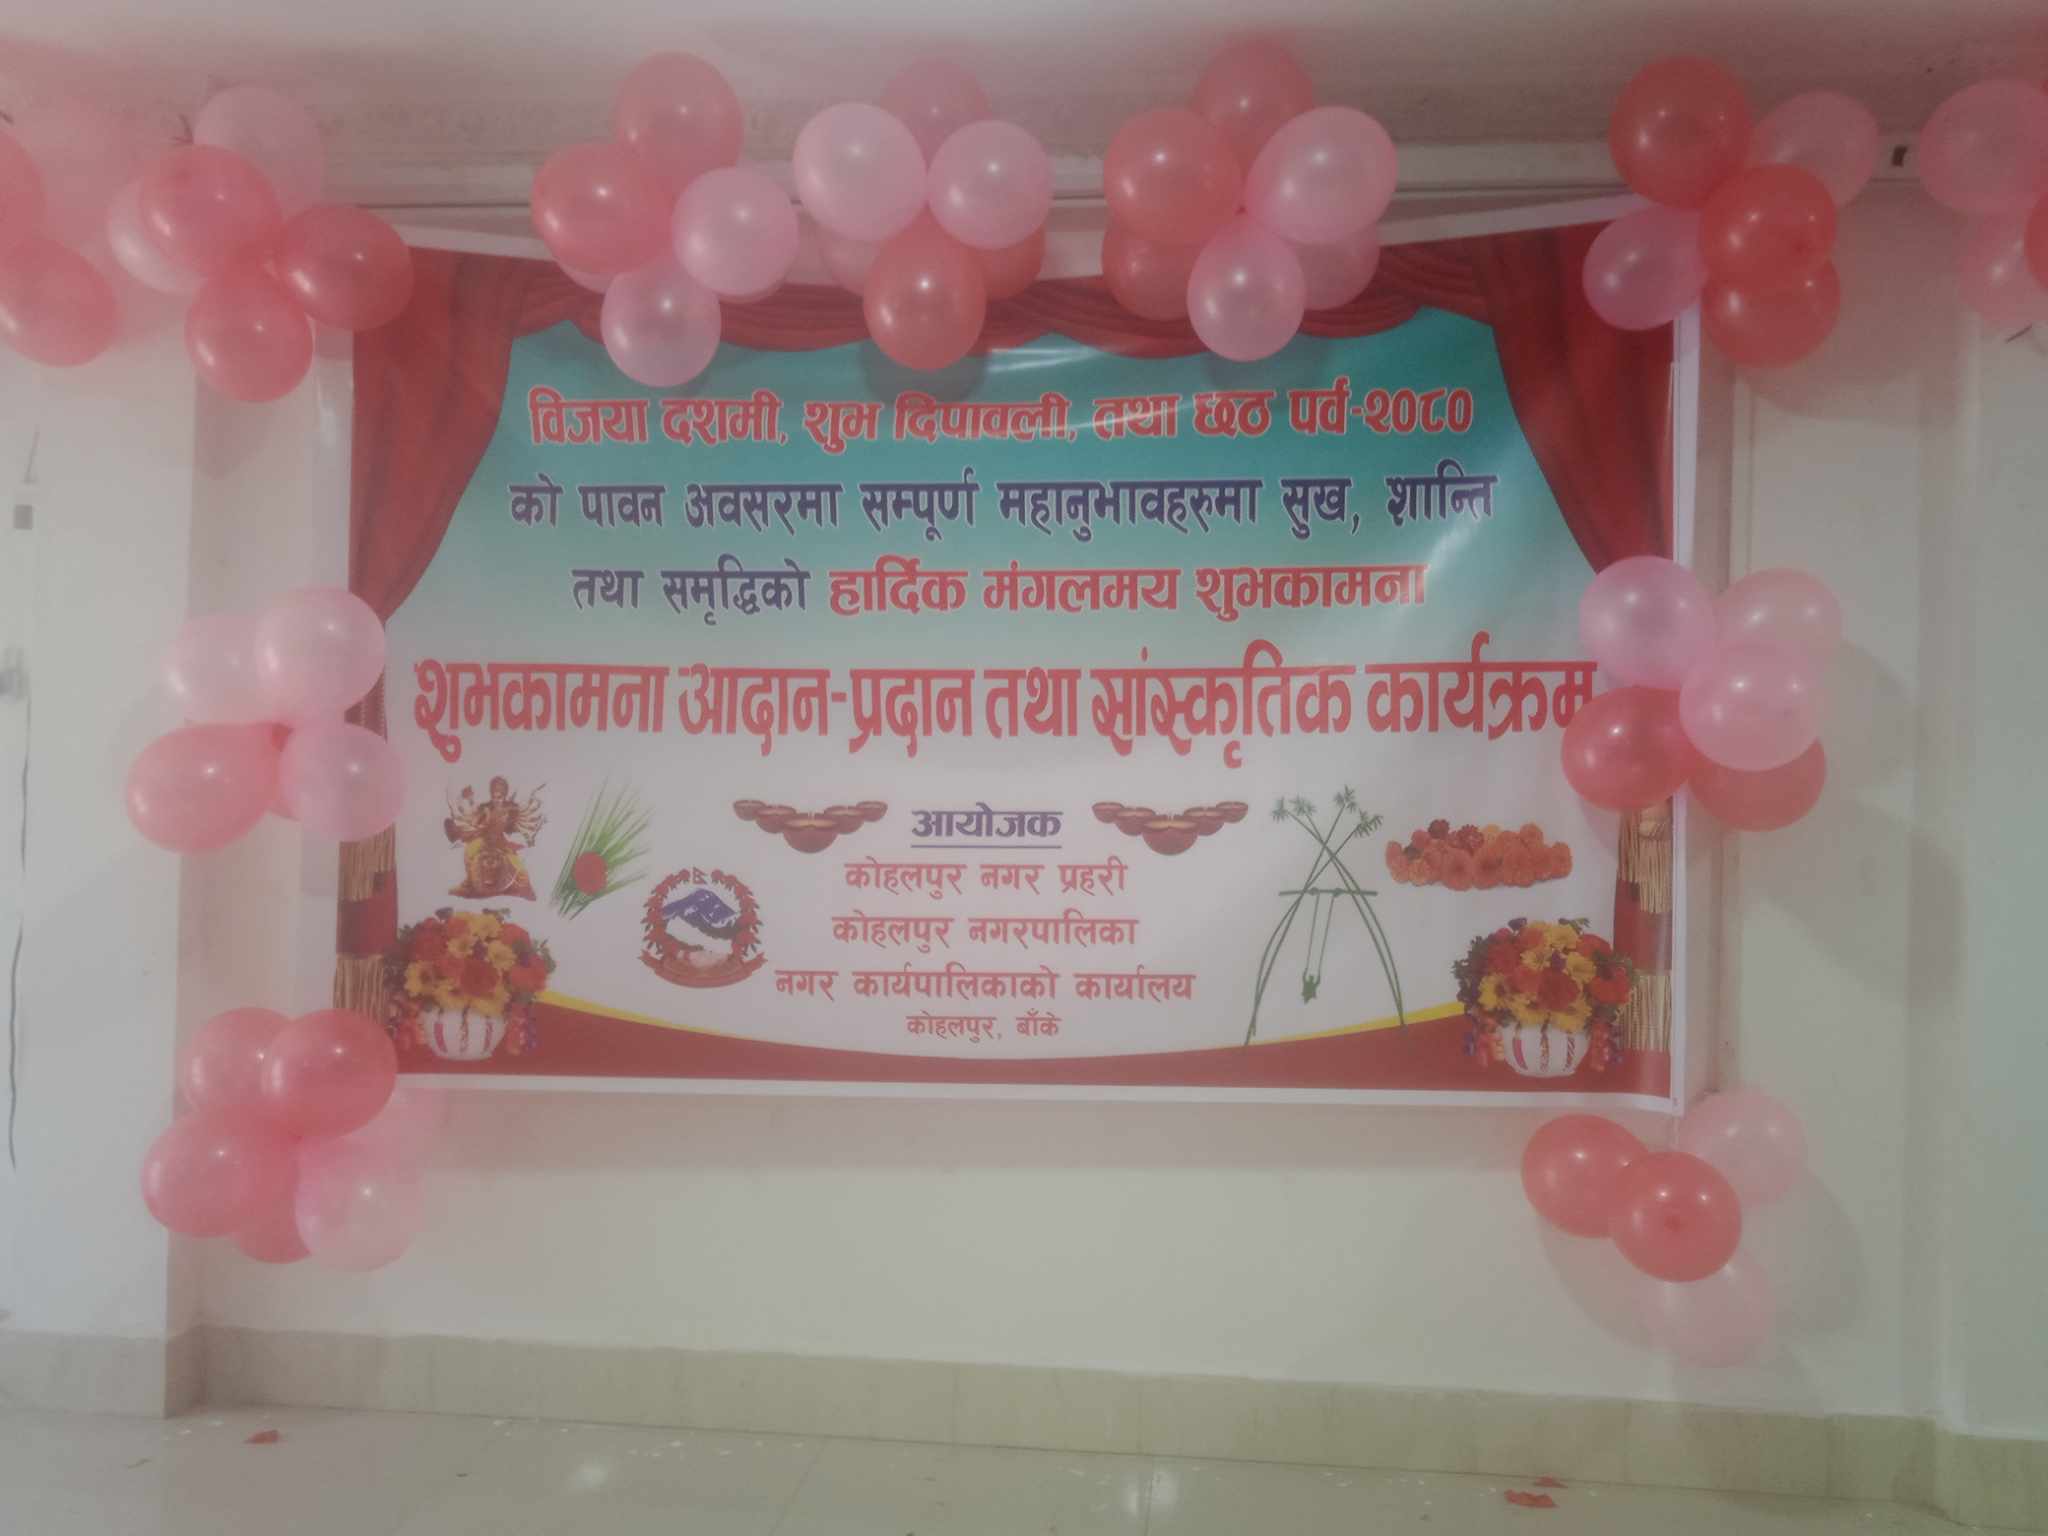 विजया दशमी, शुभ दिपावली, तथा छठ पर्व-२०८०
को पावन अवसरमा सम्पूर्ण महानुभावहरुमा सुख, शान्ति
तथा समृद्धिको हार्दिक मंगलमय शुभकामना
शुभकामना आदान-प्रदान तथा सांस्कृतिक कार्यक्रम
आयोजक
कोहलपुर नगर प्रहरी
कोहलपुर नगरपालिका
नगर कार्यपालिकाको कार्यालय
कोहलपुर, बाँके